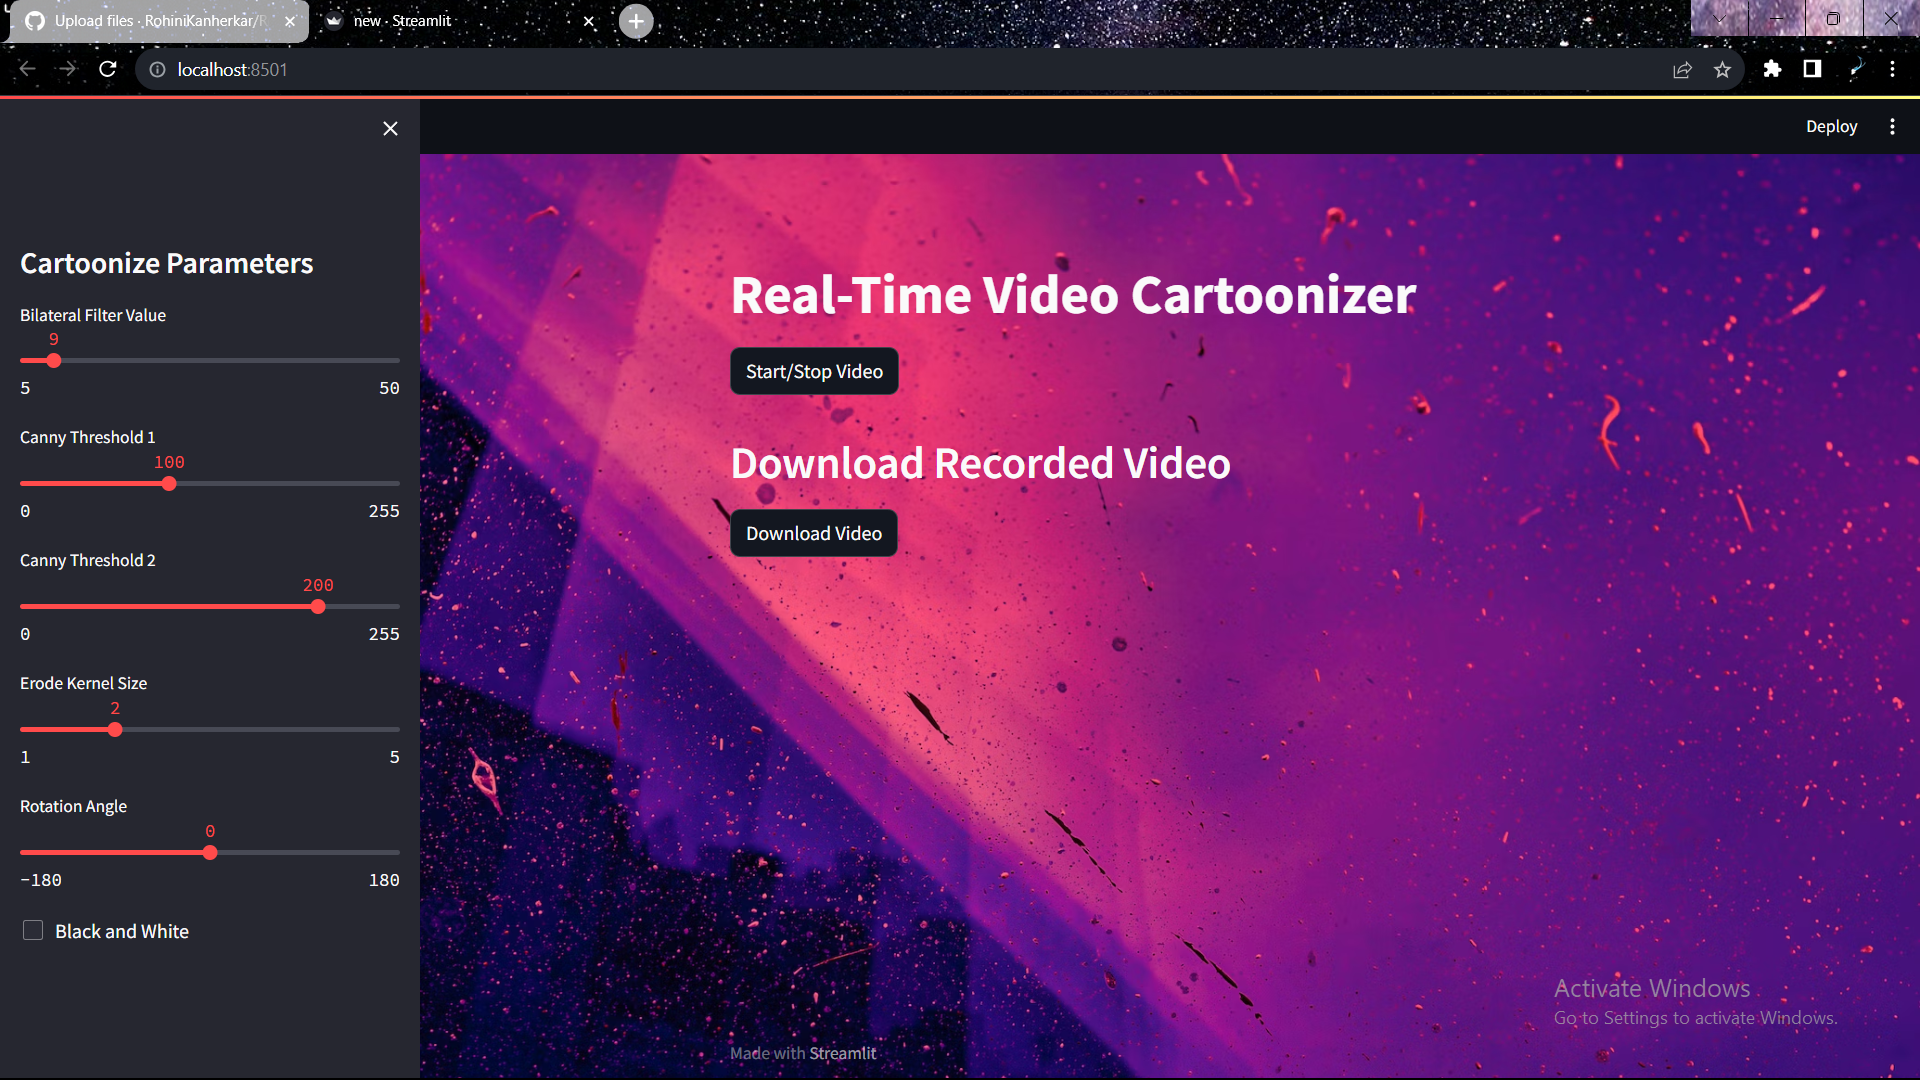 Upload files · RohiniKanherkar/R
new · Streamlit
localhost:8501
Deploy
Cartoonize Parameters
Bilateral Filter Value
9
5 50
Canny Threshold 1
100
0 255
Canny Threshold 2
200
0 255
Erode Kernel Size
2
1 5
Rotation Angle
0
-180 180
Black and White
Real-Time Video Cartoonizer
Start/Stop Video
Download Recorded Video
Download Video
Activate Windows
Go to Settings to activate Windows.
Made with Streamlit